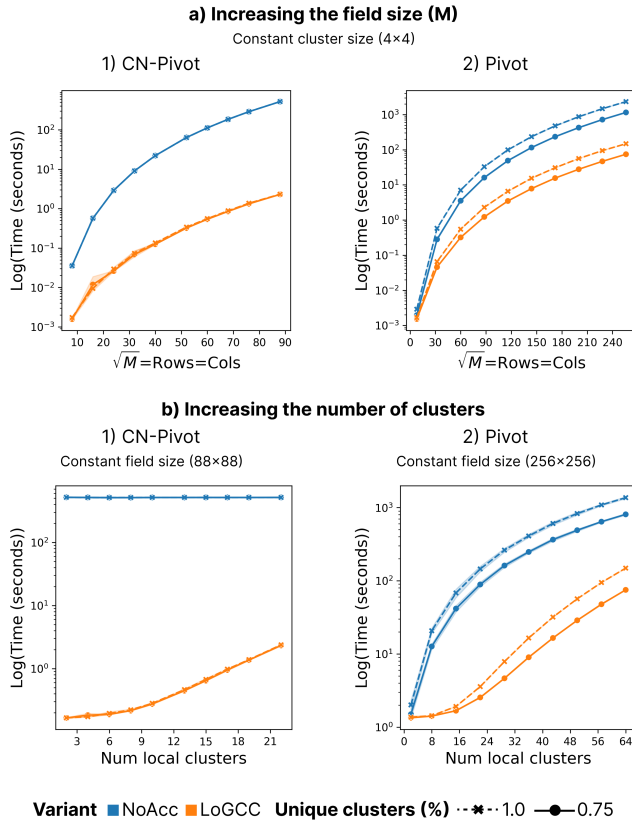 a) Increasing the field size (M)
Constant cluster size (4×4)
1) CN-Pivot
2) Pivot
Log(Time (seconds))
10²
10¹
10⁰
10⁻¹
10⁻²
10⁻³
10 20 30 40 50 60 70 80 90
√M=Rows=Cols
Log(Time (seconds))
10³
10²
10¹
10⁰
10⁻¹
10⁻²
10⁻³
0 30 60 90 120 150 180 210 240
√M=Rows=Cols
b) Increasing the number of clusters
1) CN-Pivot
2) Pivot
Constant field size (88×88)
Constant field size (256×256)
Log(Time (seconds))
10²
10¹
10⁰
3 6 9 12 15 18 21
Num local clusters
Log(Time (seconds))
10³
10²
10¹
10⁰
0 8 16 24 32 40 48 56 64
Num local clusters
Variant NoAcc LoGCC Unique clusters (%) 1.0 0.75